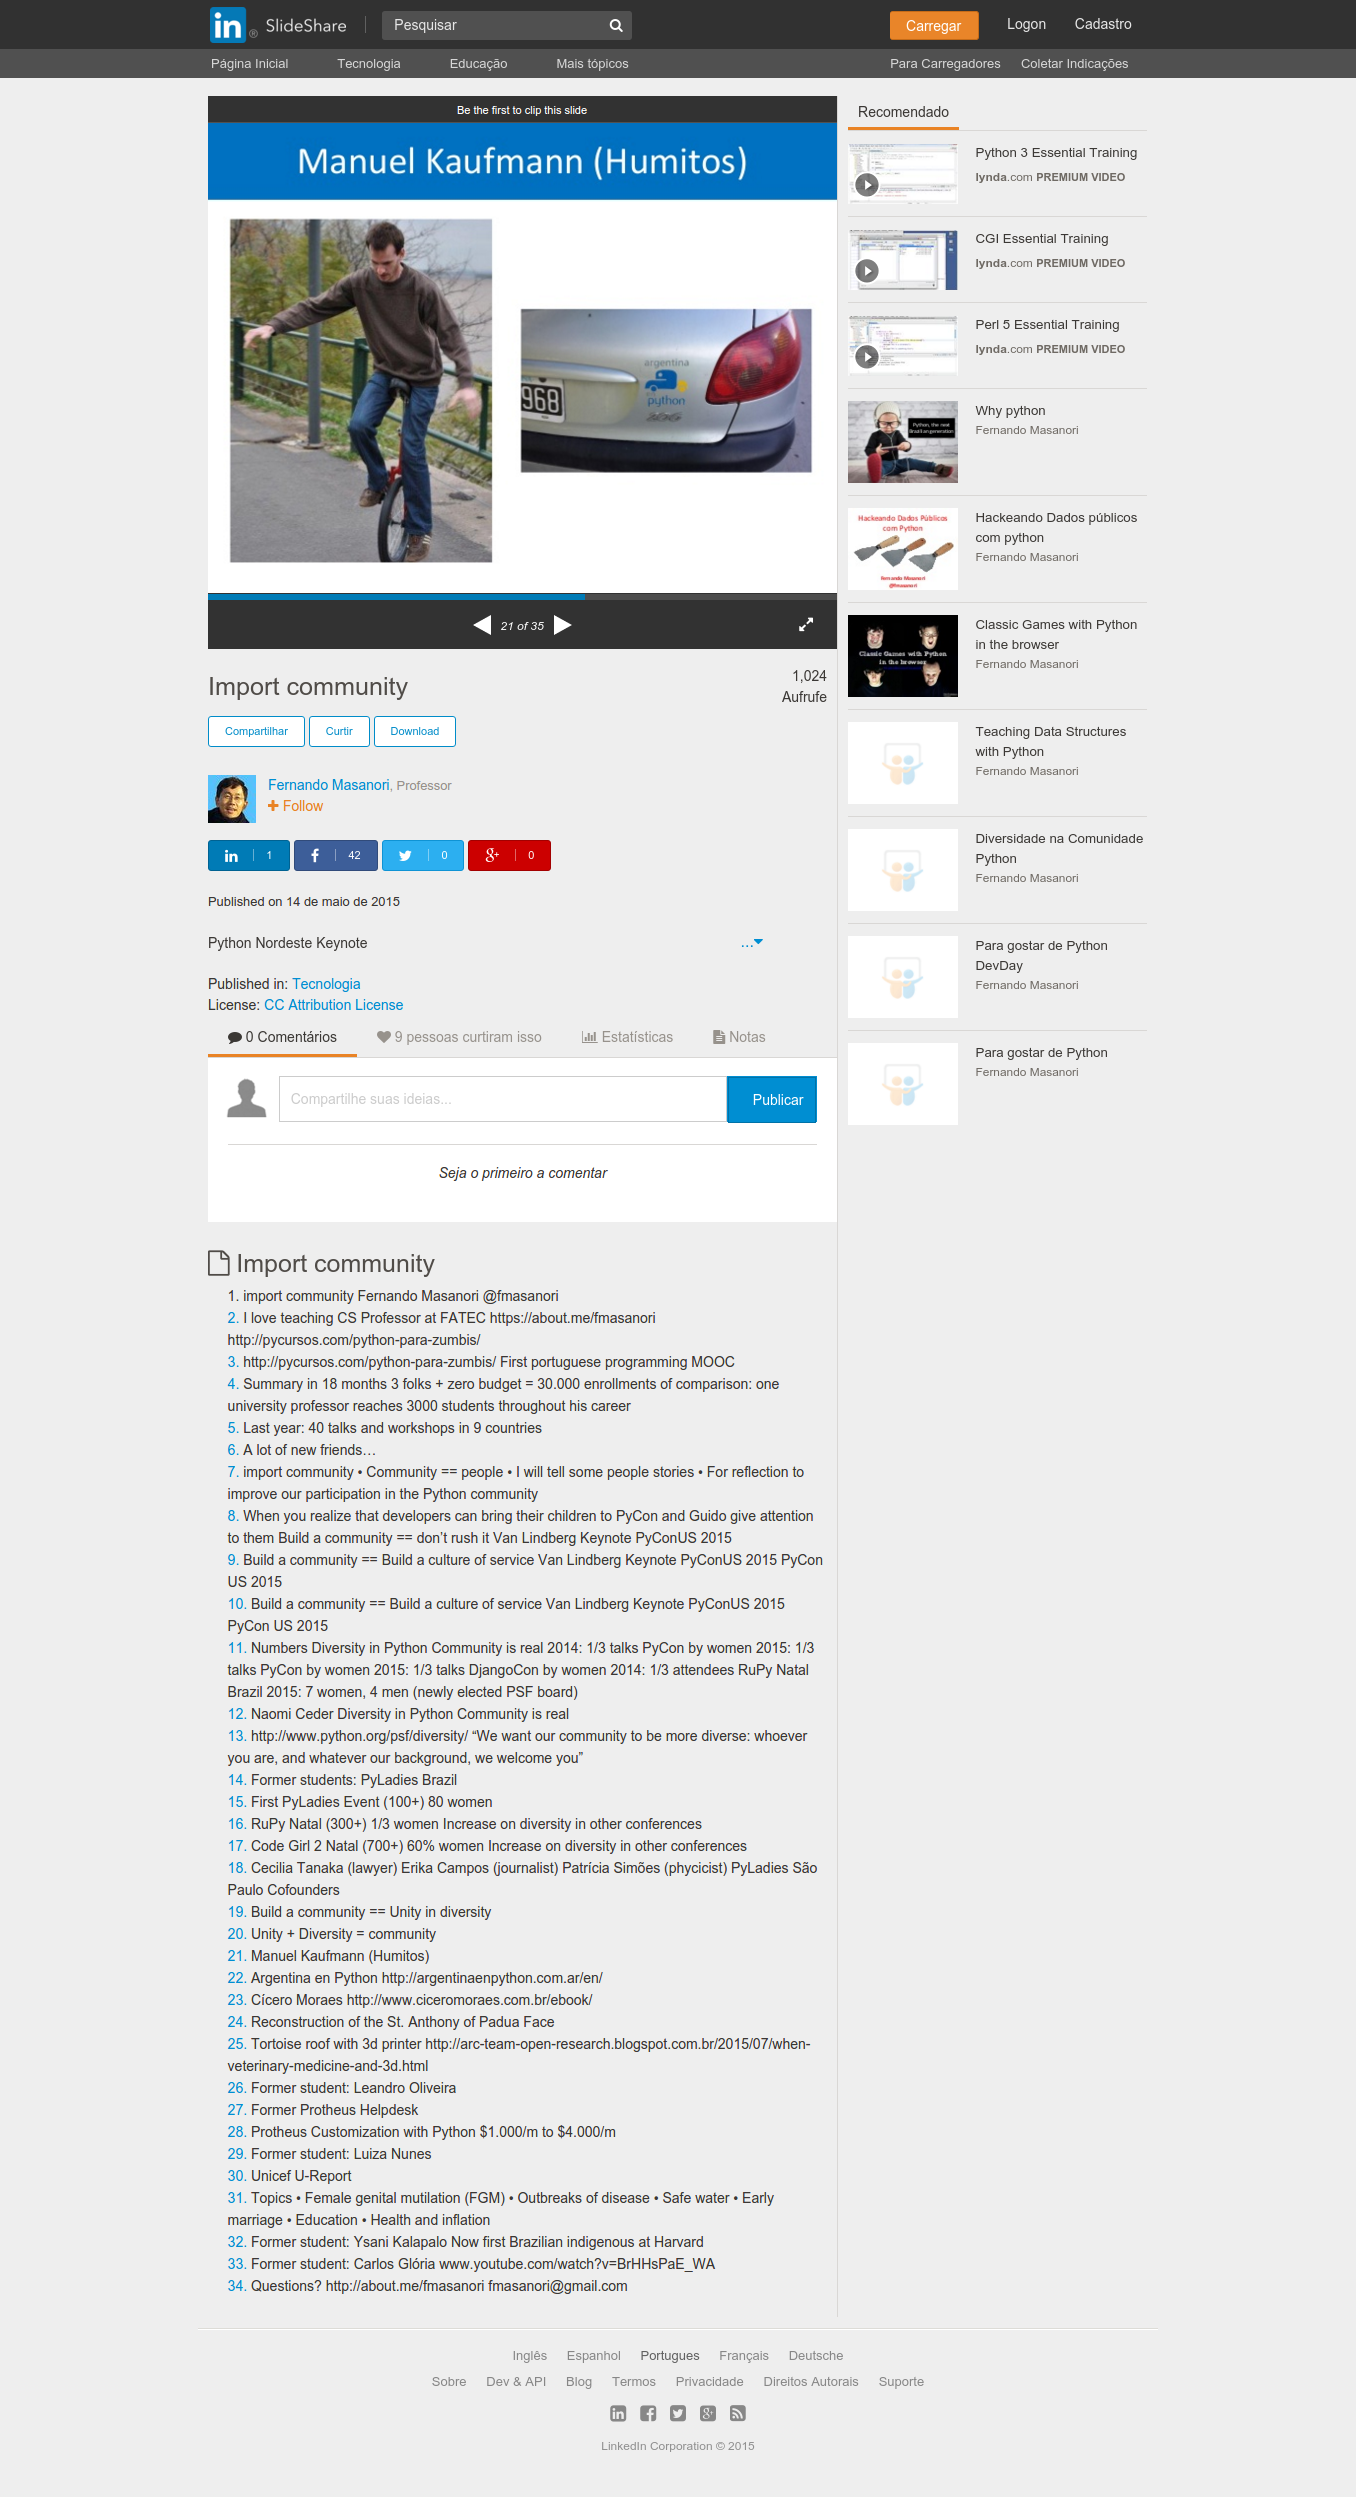 in ® SlideShare Pesquisar Carregar Logon Cadastro
Página Inicial Tecnologia Educação Mais tópicos Para Carregadores Coletar Indicações
Be the first to clip this slide
Manuel Kaufmann (Humitos)
968
argentina
python
206
21 of 35
Import community
1,024
Aufrufe
Compartilhar Curtir Download
Fernando Masanori, Professor
Follow
in 1 f 42 0 g+ 0
Published on 14 de maio de 2015
Python Nordeste Keynote ...
Published in: Tecnologia
License: CC Attribution License
0 Comentários 9 pessoas curtiram isso Estatísticas Notas
Compartilhe suas ideias... Publicar
Seja o primeiro a comentar
Import community
1. import community Fernando Masanori @fmasanori
2. I love teaching CS Professor at FATEC https://about.me/fmasanori
http://pycursos.com/python-para-zumbis/
3. http://pycursos.com/python-para-zumbis/ First portuguese programming MOOC
4. Summary in 18 months 3 folks + zero budget = 30.000 enrollments of comparison: one
university professor reaches 3000 students throughout his career
5. Last year: 40 talks and workshops in 9 countries
6. A lot of new friends…
7. import community • Community == people • I will tell some people stories • For reflection to
improve our participation in the Python community
8. When you realize that developers can bring their children to PyCon and Guido give attention
to them Build a community == don’t rush it Van Lindberg Keynote PyConUS 2015
9. Build a community == Build a culture of service Van Lindberg Keynote PyConUS 2015 PyCon
US 2015
10. Build a community == Build a culture of service Van Lindberg Keynote PyConUS 2015
PyCon US 2015
11. Numbers Diversity in Python Community is real 2014: 1/3 talks PyCon by women 2015: 1/3
talks PyCon by women 2015: 1/3 talks DjangoCon by women 2014: 1/3 attendees RuPy Natal
Brazil 2015: 7 women, 4 men (newly elected PSF board)
12. Naomi Ceder Diversity in Python Community is real
13. http://www.python.org/psf/diversity/ “We want our community to be more diverse: whoever
you are, and whatever our background, we welcome you”
14. Former students: PyLadies Brazil
15. First PyLadies Event (100+) 80 women
16. RuPy Natal (300+) 1/3 women Increase on diversity in other conferences
17. Code Girl 2 Natal (700+) 60% women Increase on diversity in other conferences
18. Cecilia Tanaka (lawyer) Erika Campos (journalist) Patrícia Simões (phycicist) PyLadies São
Paulo Cofounders
19. Build a community == Unity in diversity
20. Unity + Diversity = community
21. Manuel Kaufmann (Humitos)
22. Argentina en Python http://argentinaenpython.com.ar/en/
23. Cícero Moraes http://www.ciceromoraes.com.br/ebook/
24. Reconstruction of the St. Anthony of Padua Face
25. Tortoise roof with 3d printer http://arc-team-open-research.blogspot.com.br/2015/07/when-
veterinary-medicine-and-3d.html
26. Former student: Leandro Oliveira
27. Former Protheus Helpdesk
28. Protheus Customization with Python $1.000/m to $4.000/m
29. Former student: Luiza Nunes
30. Unicef U-Report
31. Topics • Female genital mutilation (FGM) • Outbreaks of disease • Safe water • Early
marriage • Education • Health and inflation
32. Former student: Ysani Kalapalo Now first Brazilian indigenous at Harvard
33. Former student: Carlos Glória www.youtube.com/watch?v=BrHHsPaE_WA
34. Questions? http://about.me/fmasanori fmasanori@gmail.com
Recomendado
Python 3 Essential Training
lynda.com PREMIUM VIDEO
CGI Essential Training
lynda.com PREMIUM VIDEO
Perl 5 Essential Training
lynda.com PREMIUM VIDEO
Python, the next
Brazilian generation
Why python
Fernando Masanori
Hackeando Dados Públicos
com Python
Fernando Masanori
@fmasanori
Hackeando Dados públicos
com python
Fernando Masanori
Classic Games with Python
in the browser
Classic Games with Python
in the browser
Fernando Masanori
Teaching Data Structures
with Python
Fernando Masanori
Diversidade na Comunidade
Python
Fernando Masanori
Para gostar de Python
DevDay
Fernando Masanori
Para gostar de Python
Fernando Masanori
Inglês Espanhol Portugues Français Deutsche
Sobre Dev & API Blog Termos Privacidade Direitos Autorais Suporte
LinkedIn Corporation © 2015